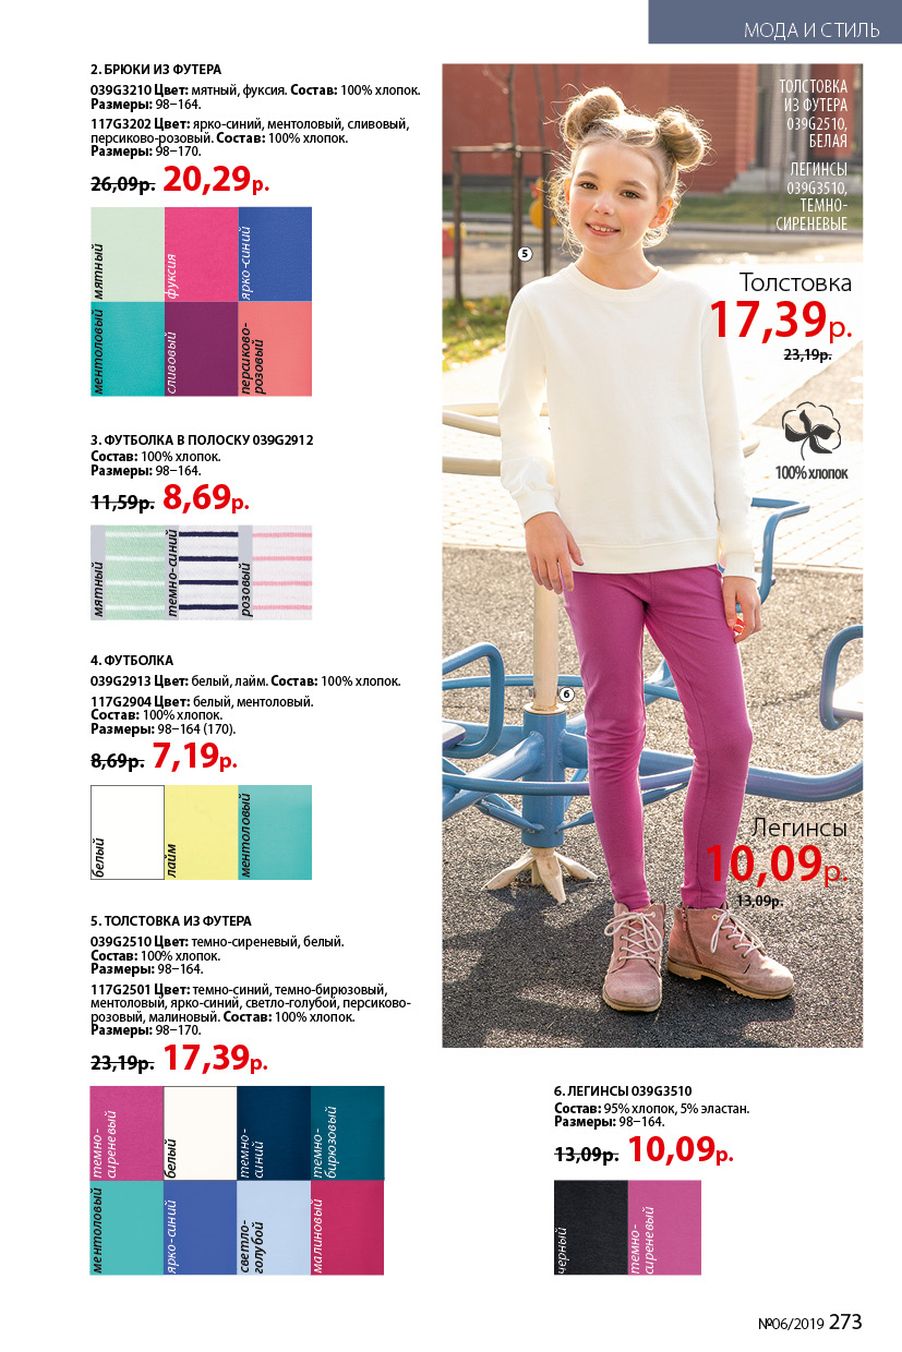 МОДА И СТИЛЬ
2. БРЮКИ ИЗ ФУТЕРА
039G3210 Цвет: мятный, фуксия. Состав: 100% хлопок.
Размеры: 98–164.
117G3202 Цвет: ярко-синий, ментоловый, сливовый,
персиково-розовый. Состав: 100% хлопок.
Размеры: 98–170.
26,09р. 20,29р.
мятный
фуксия
ярко-синий
ментоловый
сливовый
персиково-
розовый
3. ФУТБОЛКА В ПОЛОСКУ 039G2912
Состав: 100% хлопок.
Размеры: 98–164.
11,59р. 8,69р.
мятный
темно-синий
розовый
4. ФУТБОЛКА
039G2913 Цвет: белый, лайм. Состав: 100% хлопок.
117G2904 Цвет: белый, ментоловый.
Состав: 100% хлопок.
Размеры: 98–164 (170).
8,69р. 7,19р.
белый
лайм
ментоловый
5. ТОЛСТОВКА ИЗ ФУТЕРА
039G2510 Цвет: темно-сиреневый, белый.
Состав: 100% хлопок.
Размеры: 98–164.
117G2501 Цвет: темно-синий, темно-бирюзовый,
ментоловый, ярко-синий, светло-голубой, персиково-
розовый, малиновый. Состав: 100% хлопок.
Размеры: 98–170.
23,19р. 17,39р.
темно-
сиреневый
белый
темно-
синий
темно-
бирюзовый
ментоловый
ярко-синий
светло-
голубой
малиновый
ТОЛСТОВКА
ИЗ ФУТЕРА
039G2510,
БЕЛАЯ
ЛЕГИНСЫ
039G3510,
ТЕМНО-
СИРЕНЕВЫЕ
5
Толстовка
17,39р.
23,19р.
100% хлопок
6
Легинсы
10,09р.
13,09р.
6. ЛЕГИНСЫ 039G3510
Состав: 95% хлопок, 5% эластан.
Размеры: 98–164.
13,09р. 10,09р.
черный
темно-
сиреневый
№06/2019 273